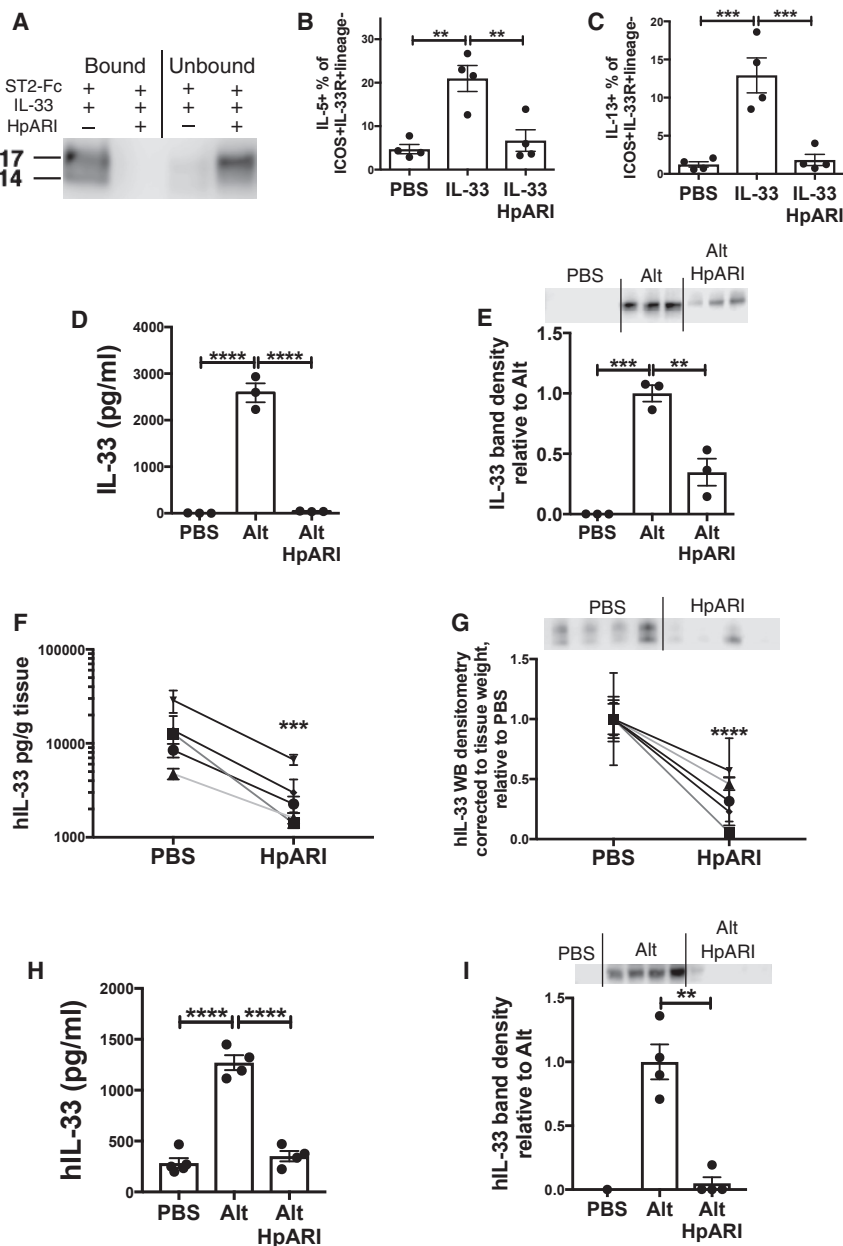 A
Bound Unbound
ST2-Fc + + + +
IL-33 + + + +
HpARI – + – +
17
14
B
IL-5+ % of
ICOS+IL-33R+lineage-
30
20
10
0
** **
PBS IL-33 IL-33
HpARI
C
IL-13+ % of
ICOS+IL-33R+lineage-
20
15
10
5
0
*** ***
PBS IL-33 IL-33
HpARI
D
IL-33 (pg/ml)
4000
3000
2000
1000
0
**** ****
PBS Alt Alt
HpARI
E
PBS Alt Alt
HpARI
IL-33 band density
relative to Alt
1.5
1.0
0.5
0.0
*** **
PBS Alt Alt
HpARI
F
hIL-33 pg/g tissue
100000
10000
1000
***
PBS HpARI
G
PBS HpARI
hIL-33 WB densitometry
corrected to tissue weight,
relative to PBS
1.5
1.0
0.5
0.0
****
PBS HpARI
H
hIL-33 (pg/ml)
2000
1500
1000
500
0
**** ****
PBS Alt Alt
HpARI
I
PBS Alt Alt
HpARI
hIL-33 band density
relative to Alt
1.5
1.0
0.5
0.0
**
PBS Alt Alt
HpARI